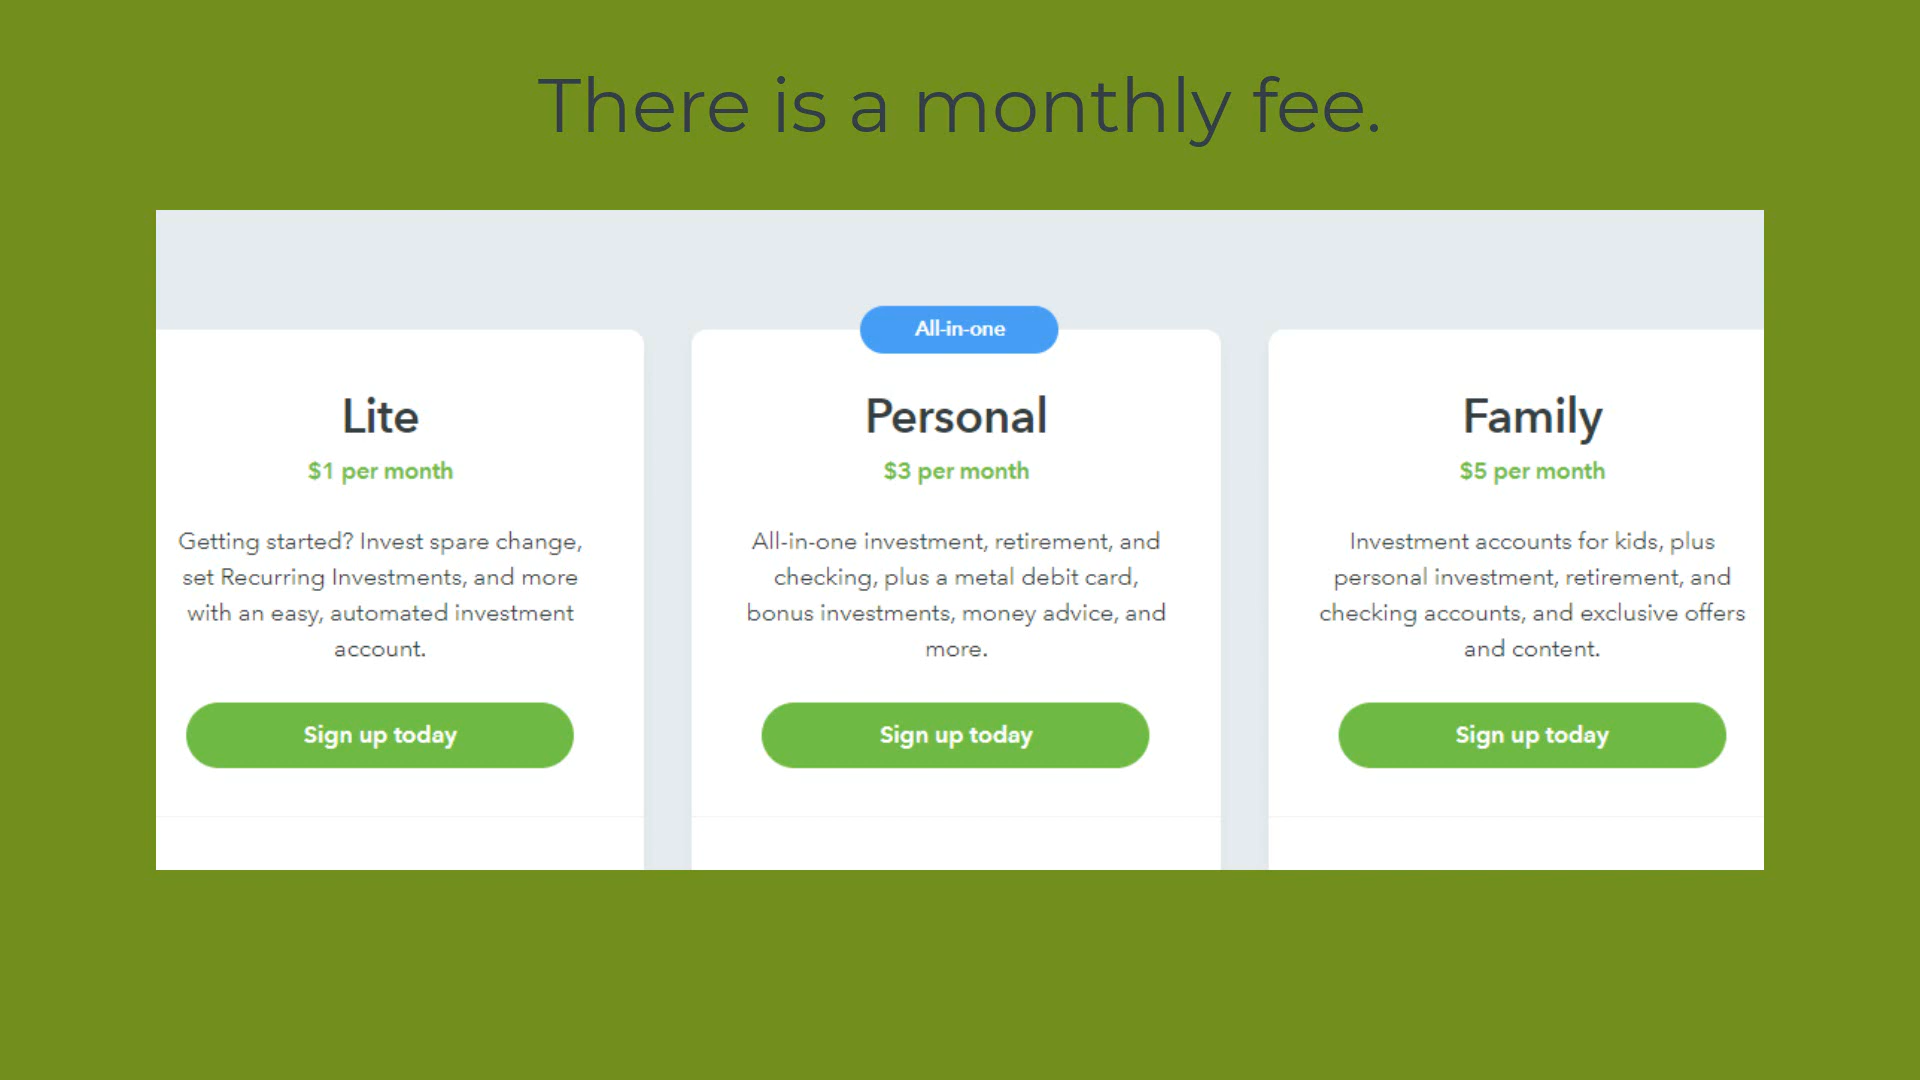 There is a monthly fee.
All-in-one
Lite
$1 per month
Getting started? Invest spare change,
set Recurring Investments, and more
with an easy, automated investment
account.
Sign up today
Personal
$3 per month
All-in-one investment, retirement, and
checking, plus a metal debit card,
bonus investments, money advice, and
more.
Sign up today
Family
$5 per month
Investment accounts for kids, plus
personal investment, retirement, and
checking accounts, and exclusive offers
and content.
Sign up today